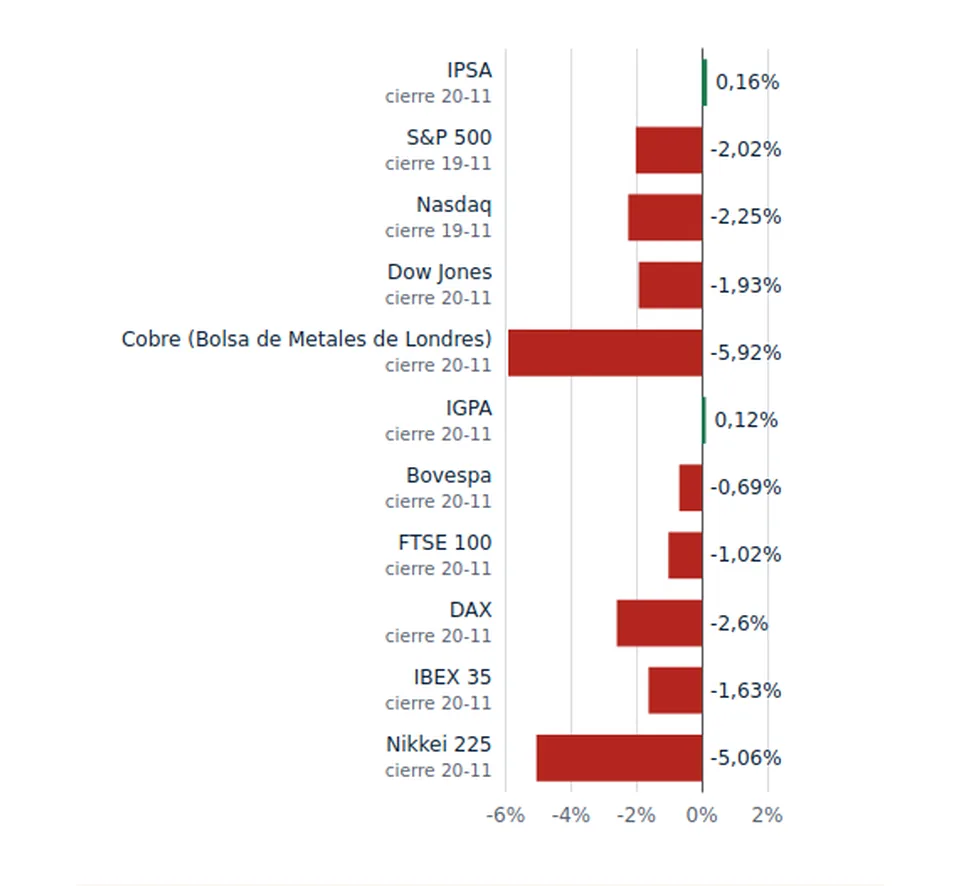 IPSA
cierre 20-11
0,16%
S&P 500
cierre 19-11
-2,02%
Nasdaq
cierre 19-11
-2,25%
Dow Jones
cierre 20-11
-1,93%
Cobre (Bolsa de Metales de Londres)
cierre 20-11
-5,92%
IGPA
cierre 20-11
0,12%
Bovespa
cierre 20-11
-0,69%
FTSE 100
cierre 20-11
-1,02%
DAX
cierre 20-11
-2,6%
IBEX 35
cierre 20-11
-1,63%
Nikkei 225
cierre 20-11
-5,06%
-6% -4% -2% 0% 2%